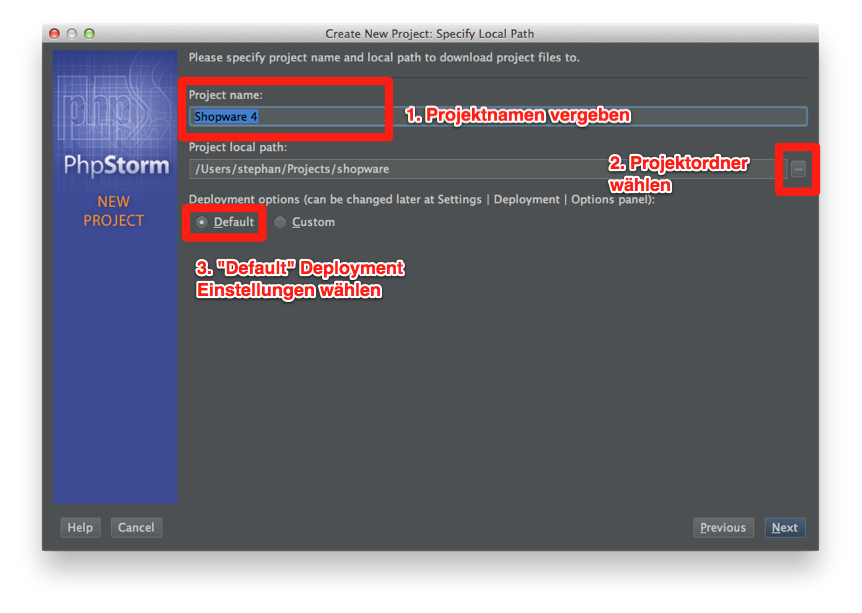 Create New Project: Specify Local Path
Please specify project name and local path to download project files to.
php
PhpStorm
NEW
PROJECT
Project name:
Shopware 4
1. Projektnamen vergeben
Project local path:
/Users/stephan/Projects/shopware
...
2. Projektordner
wählen
Deployment options (can be changed later at Settings | Deployment | Options panel):
Default
Custom
3. "Default" Deployment
Einstellungen wählen
Help
Cancel
Previous
Next